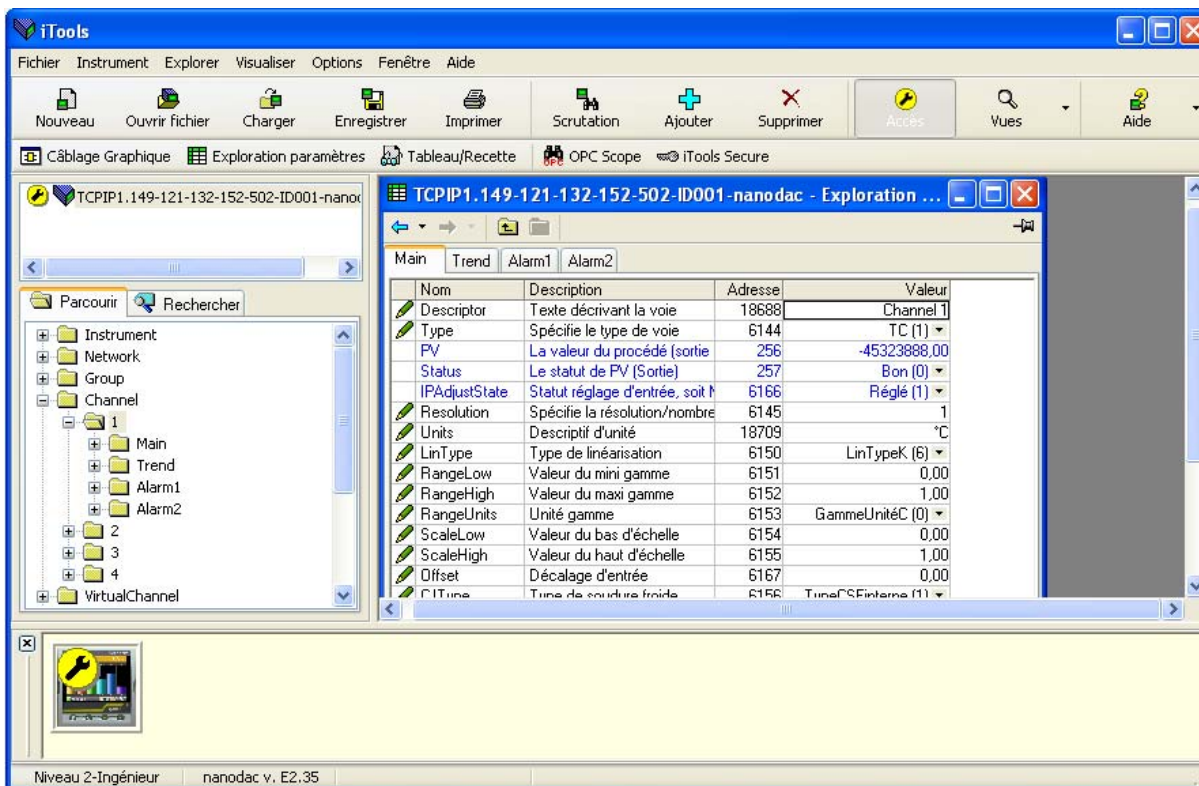 iTools
Fichier Instrument Explorer Visualiser Options Fenêtre Aide
Nouveau Ouvrir fichier Charger Enregistrer Imprimer Scrutation Ajouter Supprimer Accès Vues Aide
Câblage Graphique Exploration paramètres Tableau/Recette OPC Scope iTools Secure
TCPIP1.149-121-132-152-502-ID001-nanod
TCPIP1.149-121-132-152-502-ID001-nanodac - Exploration ...
Parcourir Rechercher
Instrument
Network
Group
Channel
1
Main
Trend
Alarm1
Alarm2
2
3
4
VirtualChannel
Main Trend Alarm1 Alarm2
Nom Description Adresse Valeur
Descriptor Texte décrivant la voie 18688 Channel 1
Type Spécifie le type de voie 6144 TC (1)
PV La valeur du procédé (sortie 256 -45323888,00
Status Le statut de PV (Sortie) 257 Bon (0)
IPAdjustState Statut réglage d'entrée, soit 6166 Réglé (1)
Resolution Spécifie la résolution/nombre 6145 1
Units Descriptif d'unité 18709 °C
LinType Type de linéarisation 6150 LinTypeK (6)
RangeLow Valeur du mini gamme 6151 0,00
RangeHigh Valeur du maxi gamme 6152 1,00
RangeUnits Unité gamme 6153 GammeUnitéC (0)
ScaleLow Valeur du bas d'échelle 6154 0,00
ScaleHigh Valeur du haut d'échelle 6155 1,00
Offset Décalage d'entrée 6167 0,00
CJType Type de soudure froide 6156 TypeCSFinterne (1)
Niveau 2-Ingénieur nanodac v. E2.35